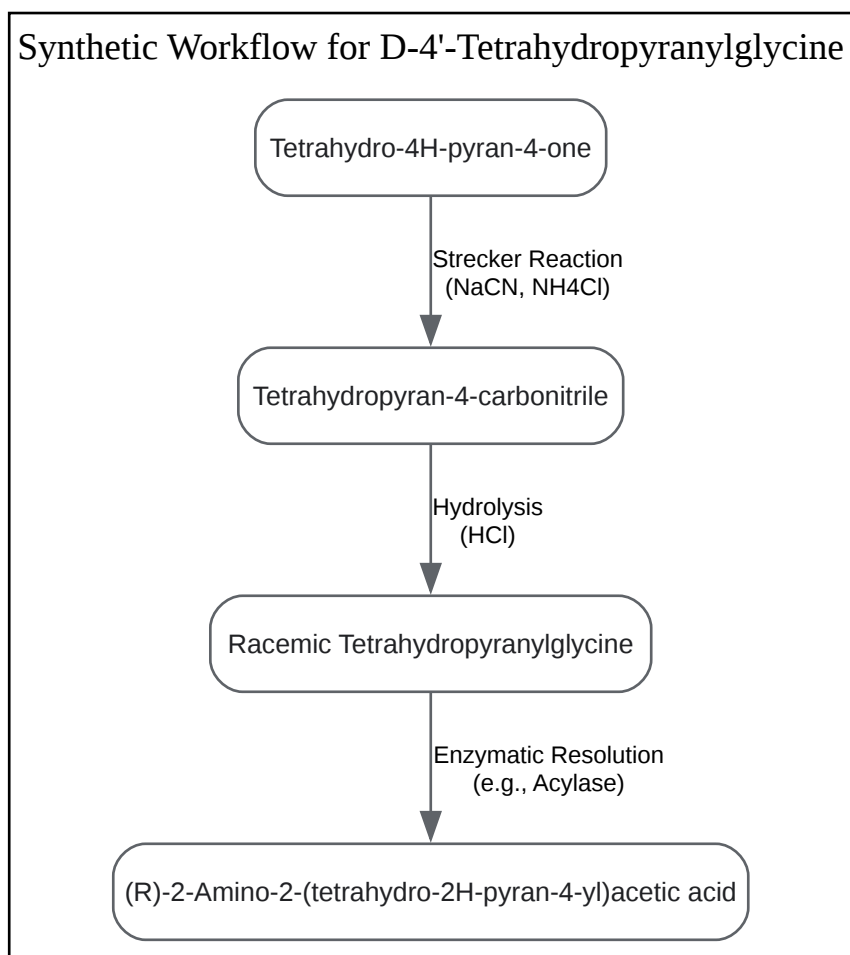 Synthetic Workflow for D-4'-Tetrahydropyranylglycine
Tetrahydro-4H-pyran-4-one
Strecker Reaction
(NaCN, NH4Cl)
Tetrahydropyran-4-carbonitrile
Hydrolysis
(HCl)
Racemic Tetrahydropyranylglycine
Enzymatic Resolution
(e.g., Acylase)
(R)-2-Amino-2-(tetrahydro-2H-pyran-4-yl)acetic acid